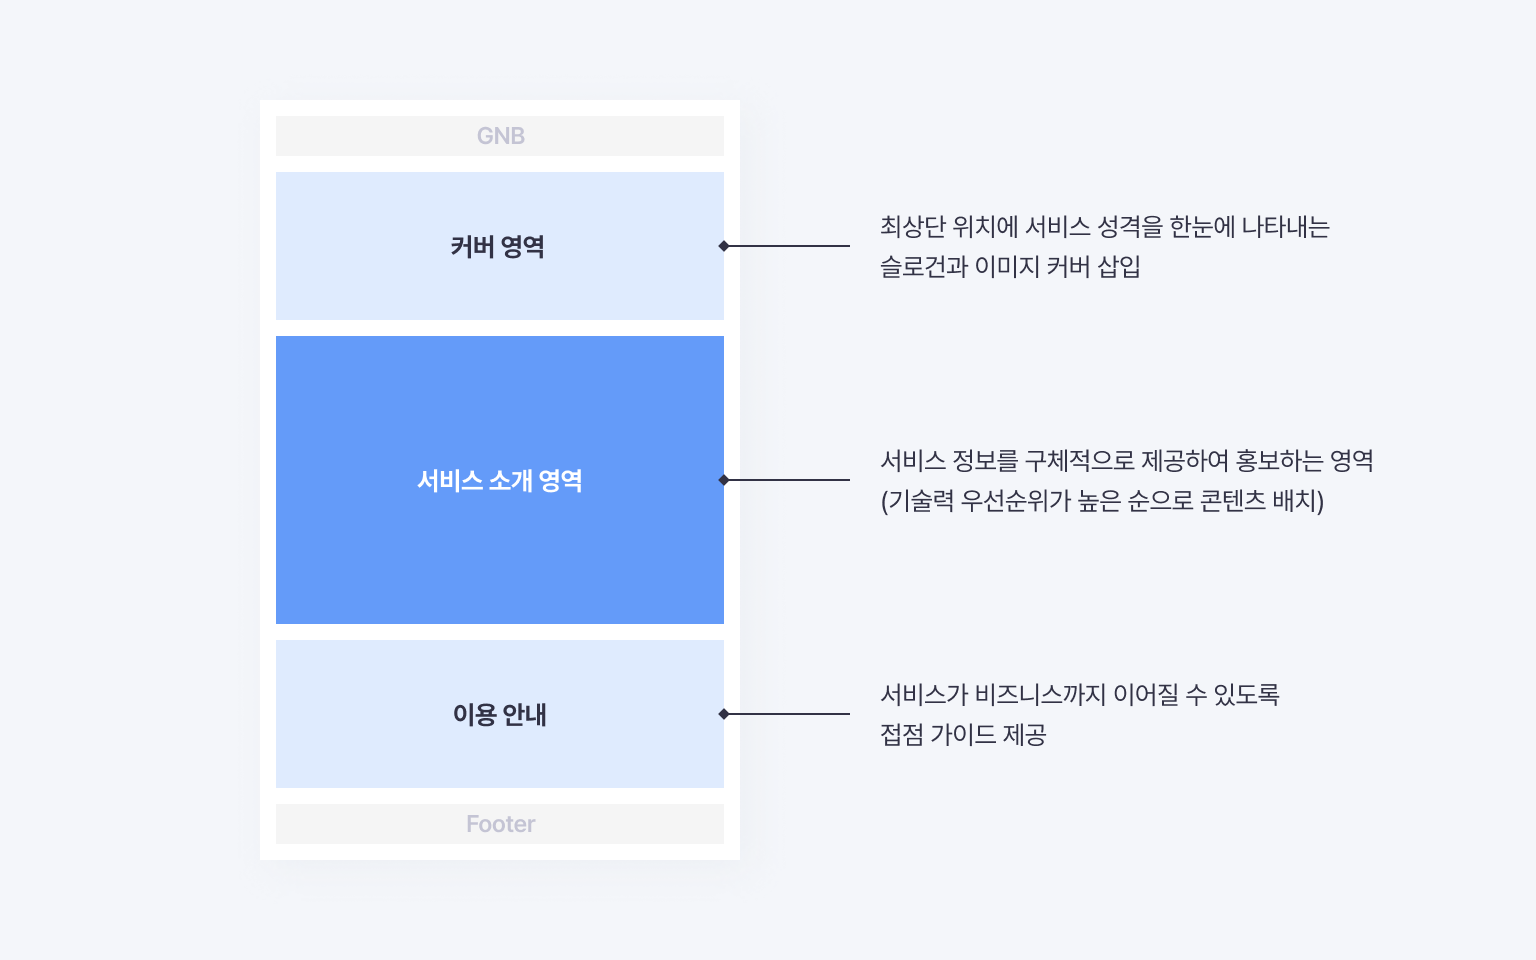 GNB
커버 영역
최상단 위치에 서비스 성격을 한눈에 나타내는
슬로건과 이미지 커버 삽입
서비스 소개 영역
서비스 정보를 구체적으로 제공하여 홍보하는 영역
(기술력 우선순위가 높은 순으로 콘텐츠 배치)
이용 안내
서비스가 비즈니스까지 이어질 수 있도록
접점 가이드 제공
Footer